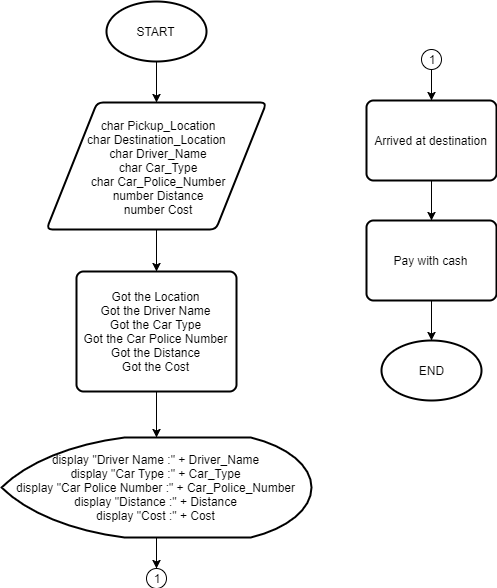 START
char Pickup_Location
char Destination_Location
char Driver_Name
char Car_Type
char Car_Police_Number
number Distance
number Cost
Got the Location
Got the Driver Name
Got the Car Type
Got the Car Police Number
Got the Distance
Got the Cost
display "Driver Name :" + Driver_Name
display "Car Type :" + Car_Type
display "Car Police Number :" + Car_Police_Number
display "Distance :" + Distance
display "Cost :" + Cost
1
1
Arrived at destination
Pay with cash
END